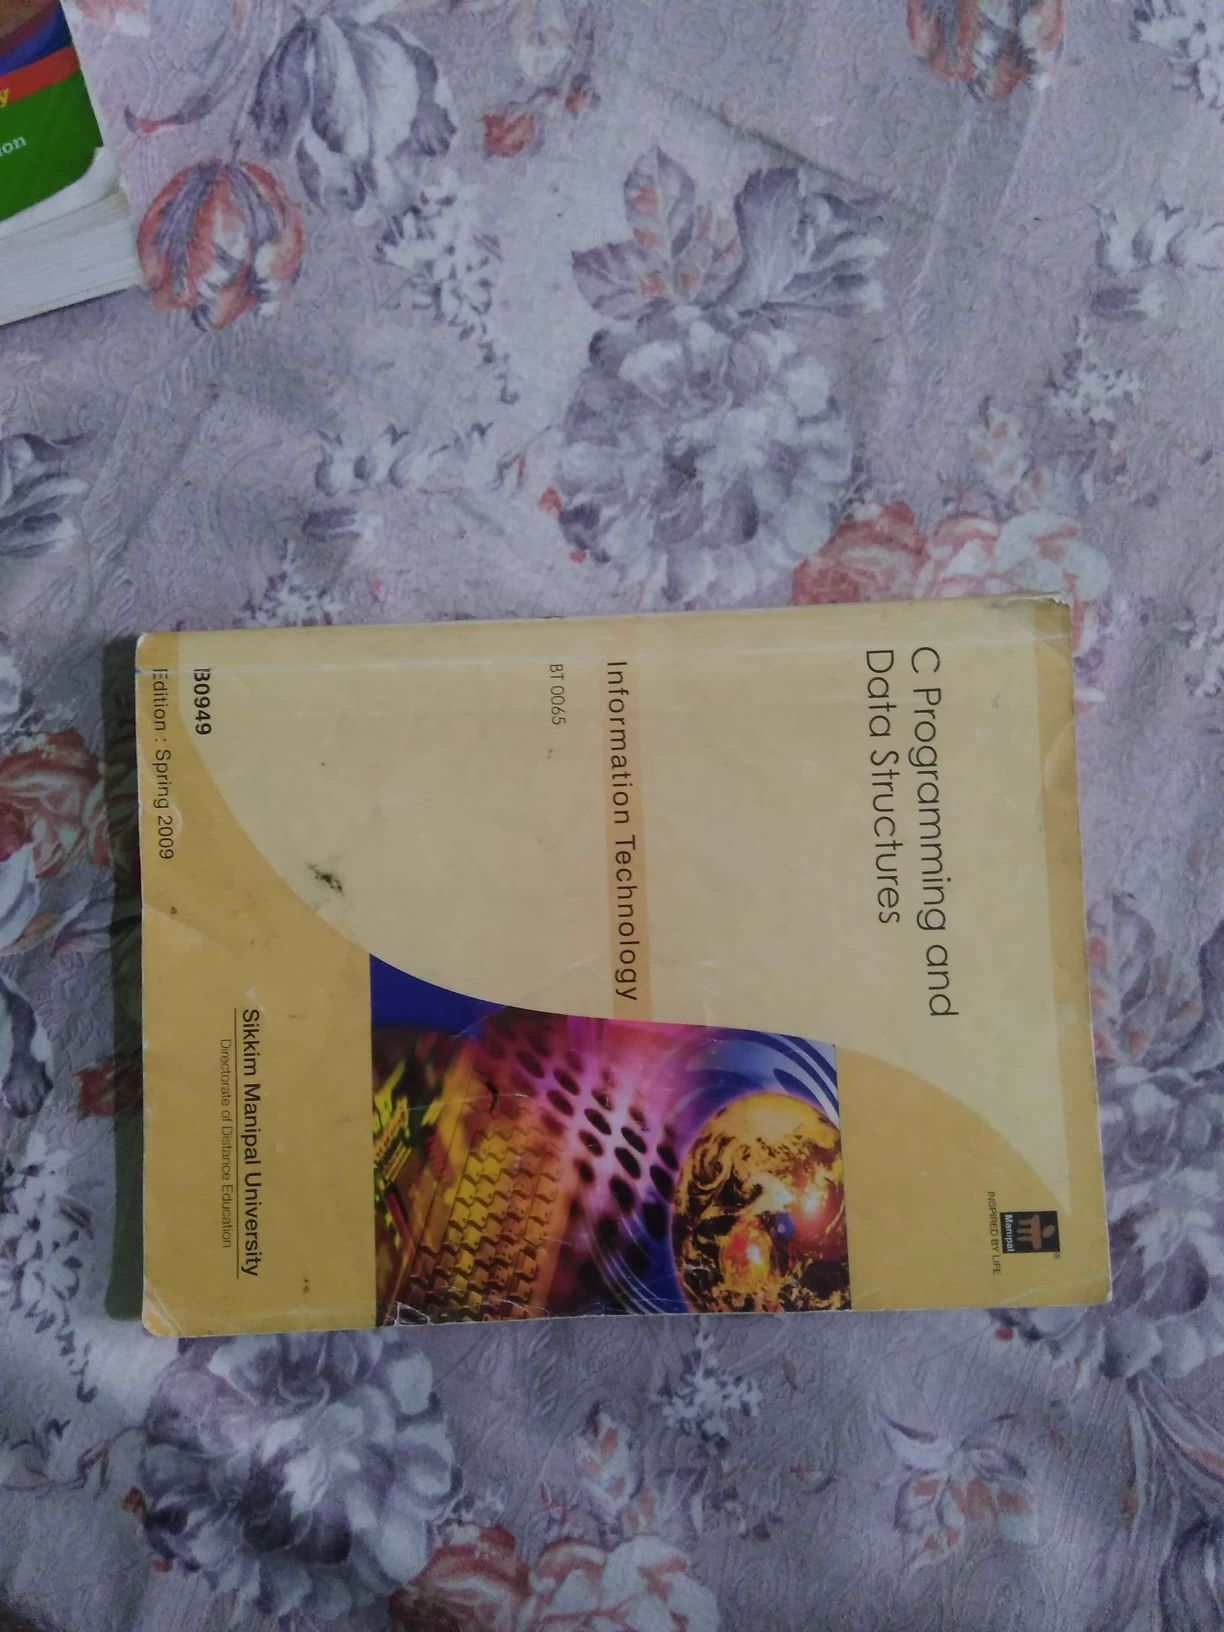 C Programming and
Data Structures
Information Technology
BT 0065
B0949
Edition : Spring 2009
Sikkim Manipal University
Directorate of Distance Education
Manipal
INSPIRED BY LIFE